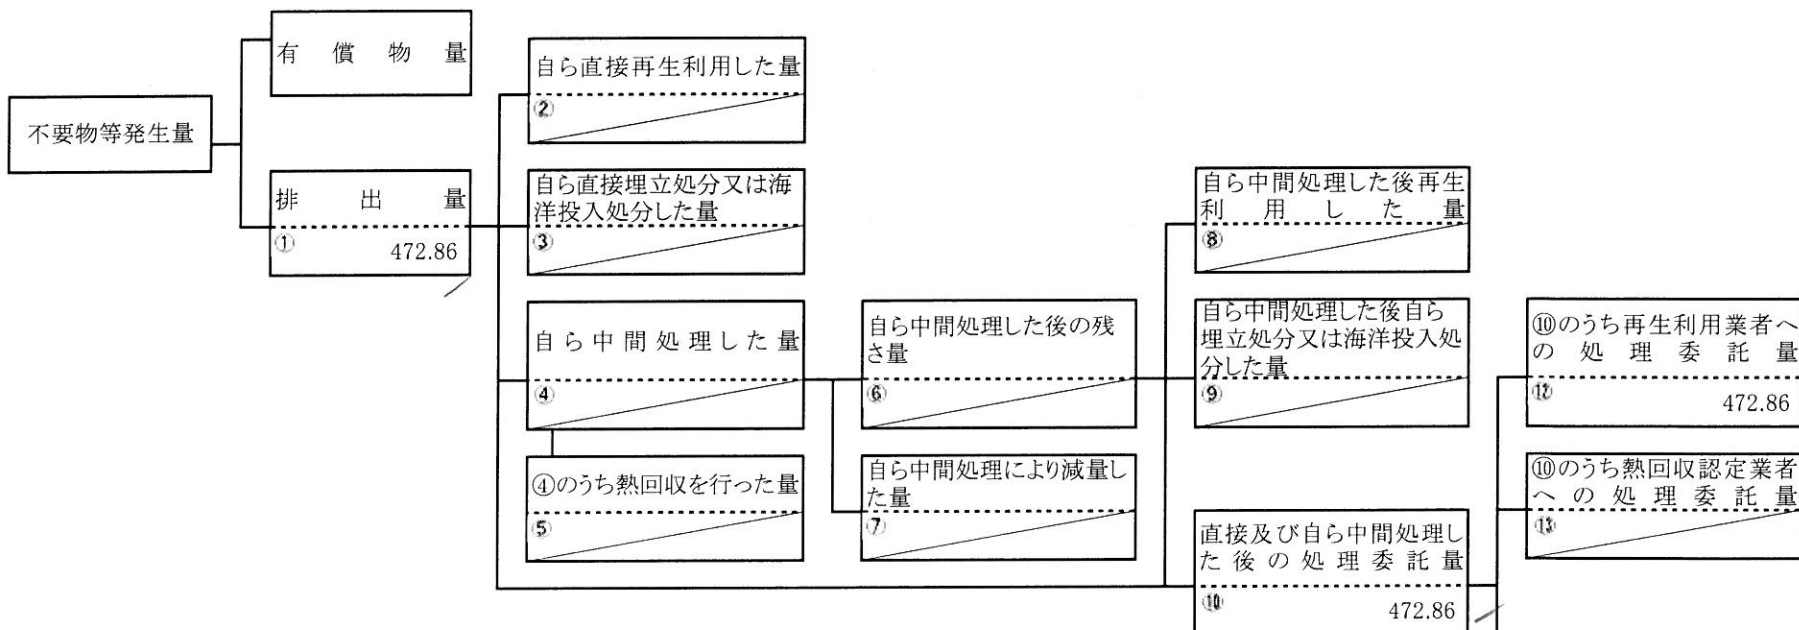 有償物量
不要物等発生量
排出量
①
472.86
自ら直接再生利用した量
②
自ら直接埋立処分又は海
洋投入処分した量
③
自ら中間処理した量
④
④のうち熱回収を行った量
⑤
自ら中間処理した後の残
さ量
⑥
自ら中間処理により減量し
た量
⑦
自ら中間処理した後再生
利用した量
⑧
自ら中間処理した後自ら
埋立処分又は海洋投入処
分した量
⑨
直接及び自ら中間処理し
た後の処理委託量
⑩
472.86
⑩のうち再生利用業者へ
の処理委託量
⑫
472.86
⑩のうち熱回収認定業者
への処理委託量
⑬